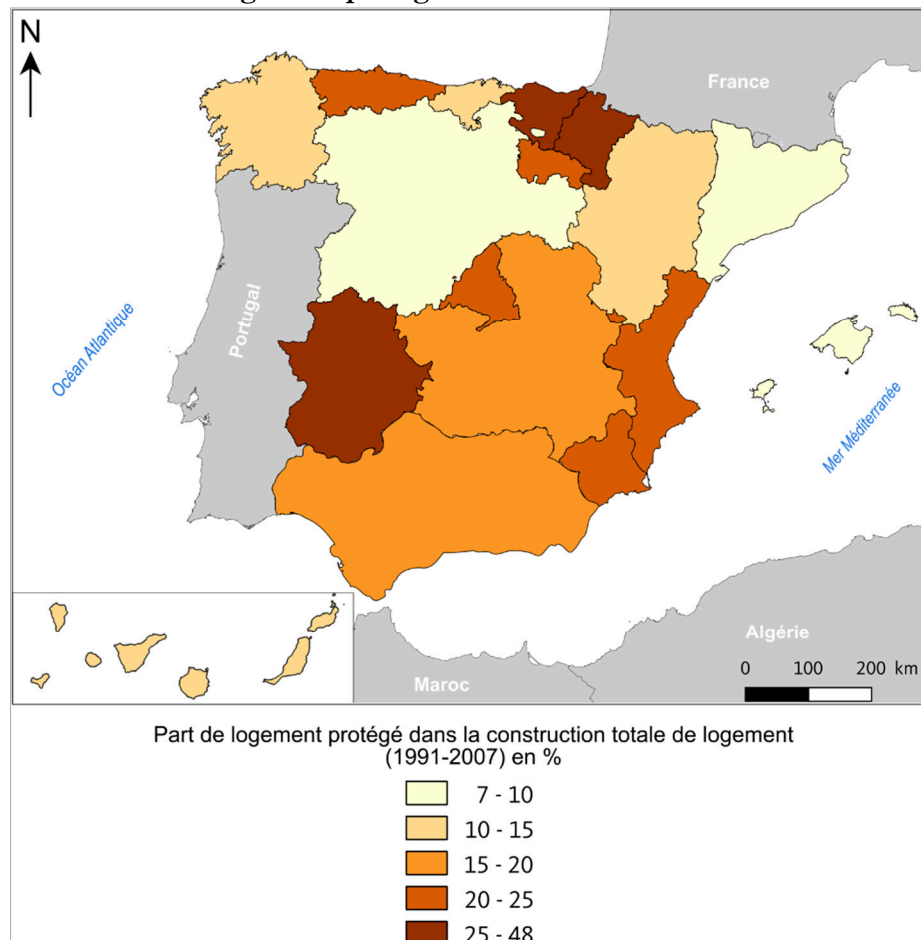 N
France
Portugal
Océan Atlantique
Mer Méditerranée
Algérie
0 100 200 km
Maroc
Part de logement protégé dans la construction totale de logement
(1991-2007) en %
7 - 10
10 - 15
15 - 20
20 - 25
25 - 48